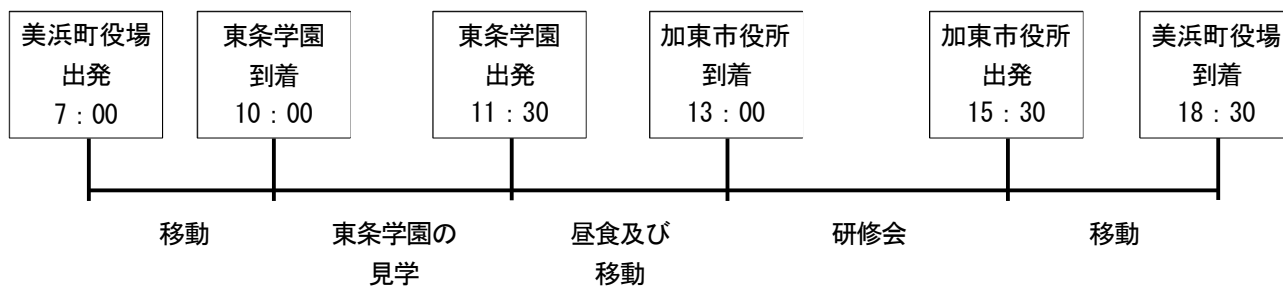 美浜町役場
出発
7：00
東条学園
到着
10：00
東条学園
出発
11：30
加東市役所
到着
13：00
加東市役所
出発
15：30
美浜町役場
到着
18：30
移動
東条学園の
見学
昼食及び
移動
研修会
移動